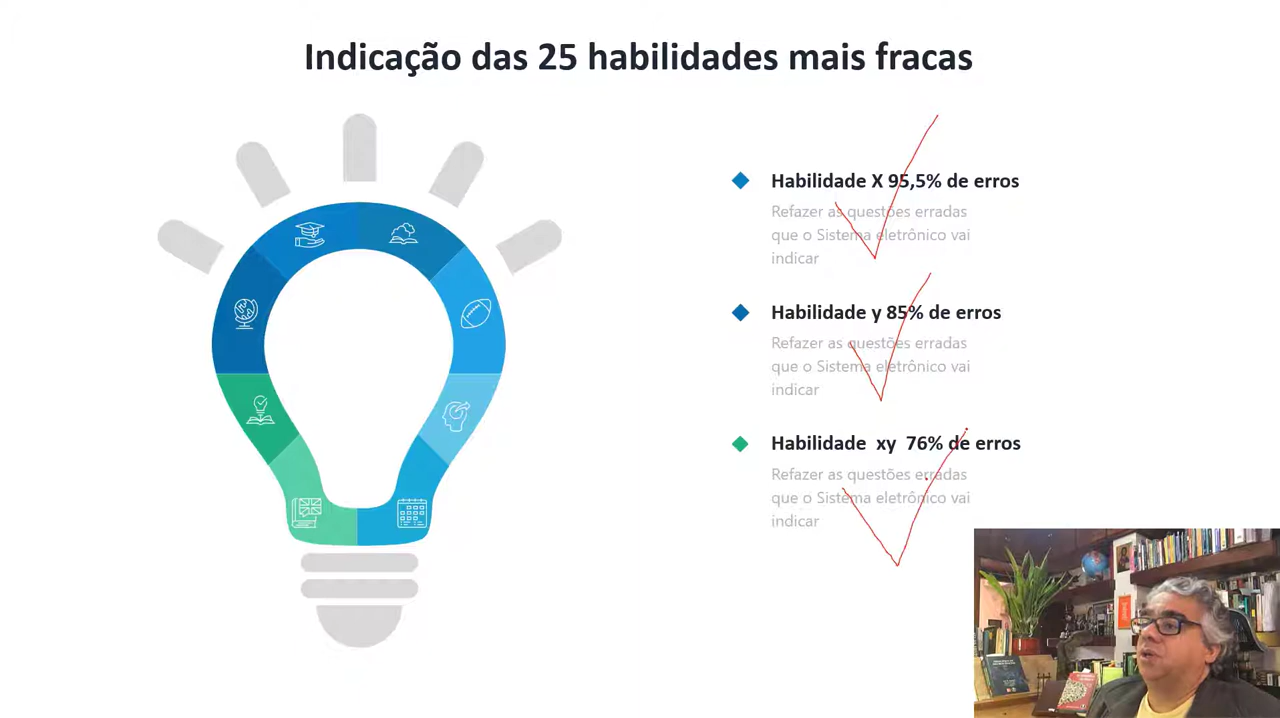 Indicação das 25 habilidades mais fracas
Habilidade X 95,5% de erros
Refazer as questões erradas
que o Sistema eletrônico vai
indicar
Habilidade y 85% de erros
Refazer as questões erradas
que o Sistema eletrônico vai
indicar
Habilidade xy 76% de erros
Refazer as questões erradas
que o Sistema eletrônico vai
indicar